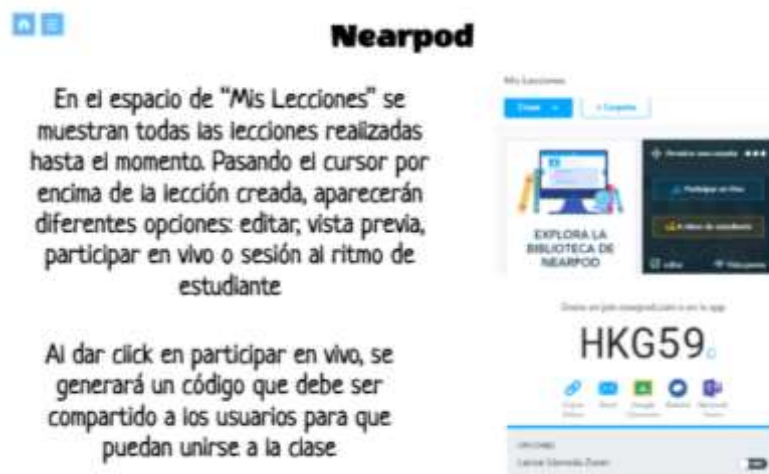 Nearpod
En el espacio de "Mis Lecciones" se
muestran todas las lecciones realizadas
hasta el momento. Pasando el cursor por
encima de la lección creada, aparecerán
diferentes opciones: editar, vista previa,
participar en vivo o sesión al ritmo de
estudiante
Al dar click en participar en vivo, se
generará un código que debe ser
compartido a los usuarios para que
puedan unirse a la clase
Mis Lecciones
EXPLORA LA
BIBLIOTECA DE
NEARPOD
Participar en Vivo
HKG59